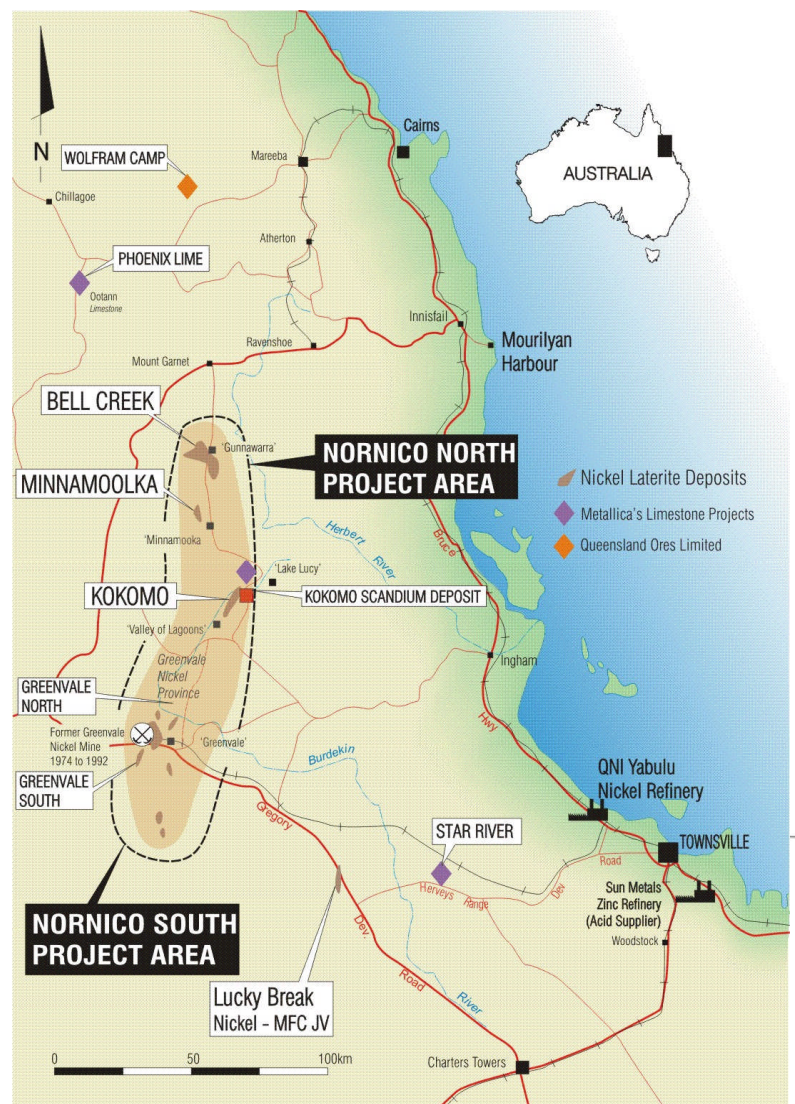 N
WOLFRAM CAMP
Mareeba
Cairns
Chillagoe
AUSTRALIA
Atherton
PHOENIX LIME
Ootann
Limestone
Innisfail
Ravenshoe
Mourilyan
Harbour
Mount Garnet
BELL CREEK
'Gunnawarra'
NORNICO NORTH
PROJECT AREA
MINNAMOOLKA
Nickel Laterite Deposits
Metallica's Limestone Projects
Queensland Ores Limited
'Minnamooka'
Herbert
River
Bruce
'Lake Lucy'
KOKOMO
KOKOMO SCANDIUM DEPOSIT
'Valley of Lagoons'
Ingham
Greenvale
Nickel
Province
GREENVALE
NORTH
Hwy
Former Greenvale
Nickel Mine
1974 to 1992
'Greenvale'
Burdekin
GREENVALE
SOUTH
QNI Yabulu
Nickel Refinery
Gregory
STAR RIVER
TOWNSVILLE
Road
Herveys Range Dev
Sun Metals
Zinc Refinery
(Acid Supplier)
Woodstock
NORNICO SOUTH
PROJECT AREA
Dev.
Road
River
Lucky Break
Nickel - MFC JV
0 50 100km
Charters Towers